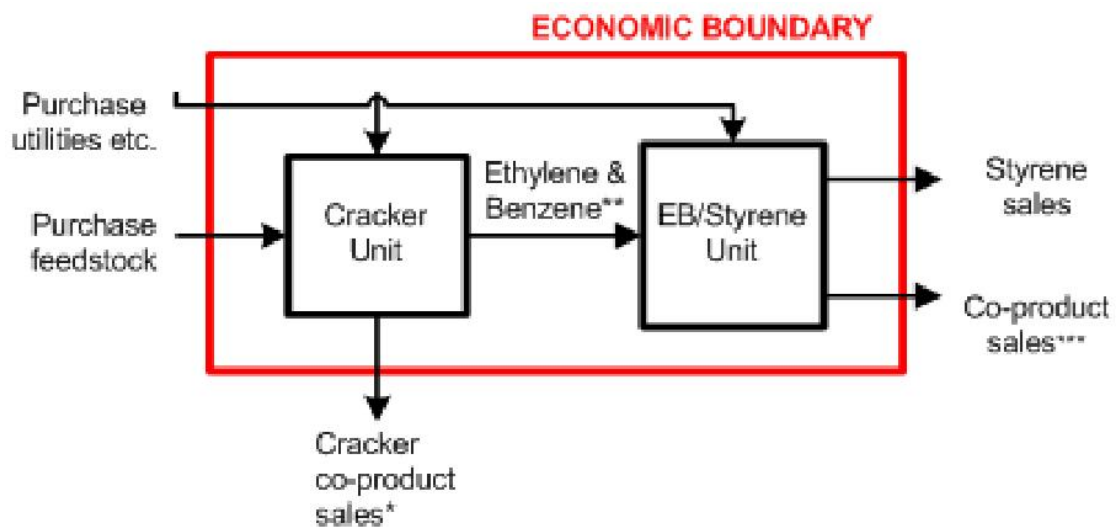 ECONOMIC BOUNDARY
Purchase
utilities etc.
Purchase
feedstock
Cracker
Unit
Ethylene &
Benzene**
EB/Styrene
Unit
Styrene
sales
Co-product
sales***
Cracker
co-product
sales*